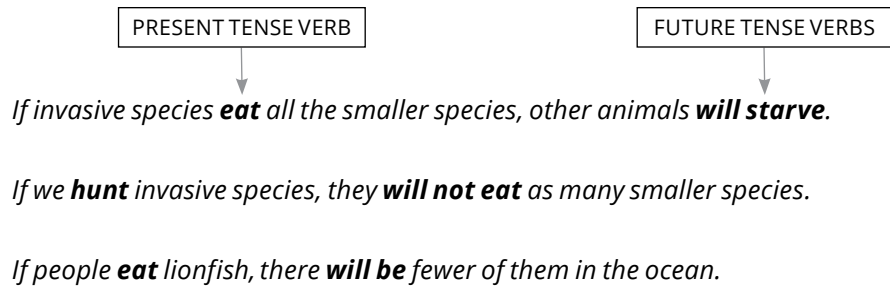 PRESENT TENSE VERB
FUTURE TENSE VERBS
If invasive species eat all the smaller species, other animals will starve.
If we hunt invasive species, they will not eat as many smaller species.
If people eat lionfish, there will be fewer of them in the ocean.